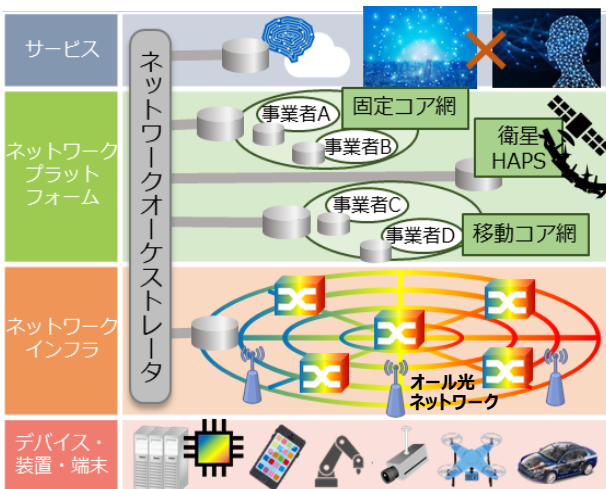 サービス
ネットワークオーケストレータ
ネットワーク
プラット
フォーム
事業者A
固定コア網
事業者B
衛星
HAPS
事業者C
事業者D
移動コア網
ネットワーク
インフラ
オール光
ネットワーク
デバイス・
装置・端末